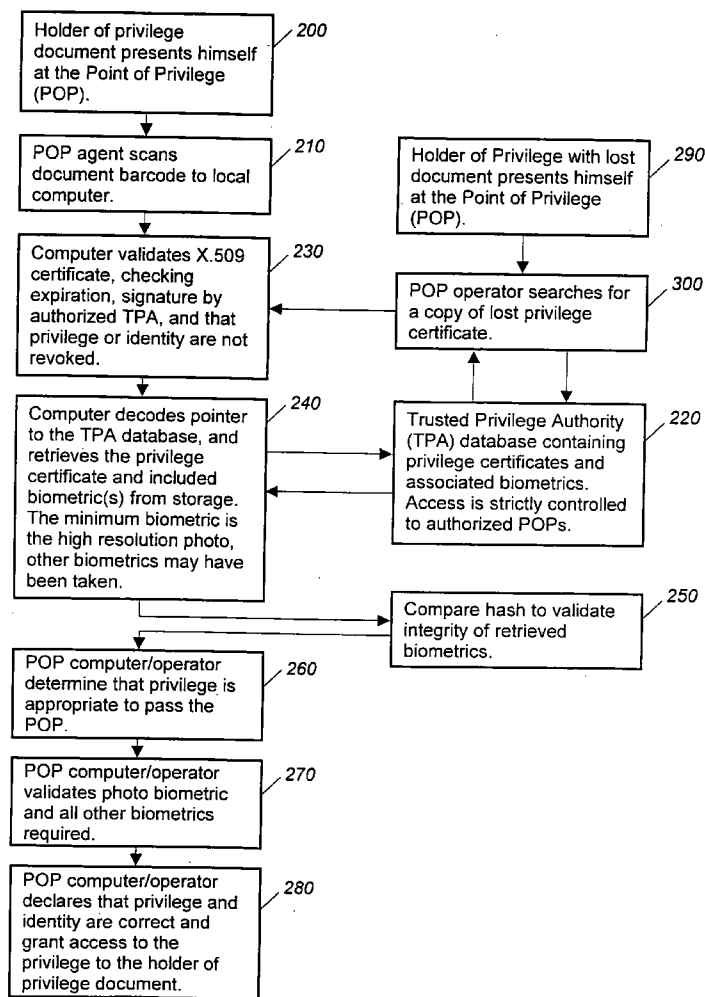 Holder of privilege
document presents himself
at the Point of Privilege
(POP).
200
POP agent scans
document barcode to local
computer.
210
Holder of Privilege with lost
document presents himself
at the Point of Privilege
(POP).
290
Computer validates X.509
certificate, checking
expiration, signature by
authorized TPA, and that
privilege or identity are not
revoked.
230
POP operator searches for
a copy of lost privilege
certificate.
300
Computer decodes pointer
to the TPA database, and
retrieves the privilege
certificate and included
biometric(s) from storage.
The minimum biometric is
the high resolution photo,
other biometrics may have
been taken.
240
Trusted Privilege Authority
(TPA) database containing
privilege certificates and
associated biometrics.
Access is strictly controlled
to authorized POPs.
220
Compare hash to validate
integrity of retrieved
biometrics.
250
POP computer/operator
determine that privilege is
appropriate to pass the
POP.
260
POP computer/operator
validates photo biometric
and all other biometrics
required.
270
POP computer/operator
declares that privilege and
identity are correct and
grant access to the
privilege to the holder of
privilege document.
280